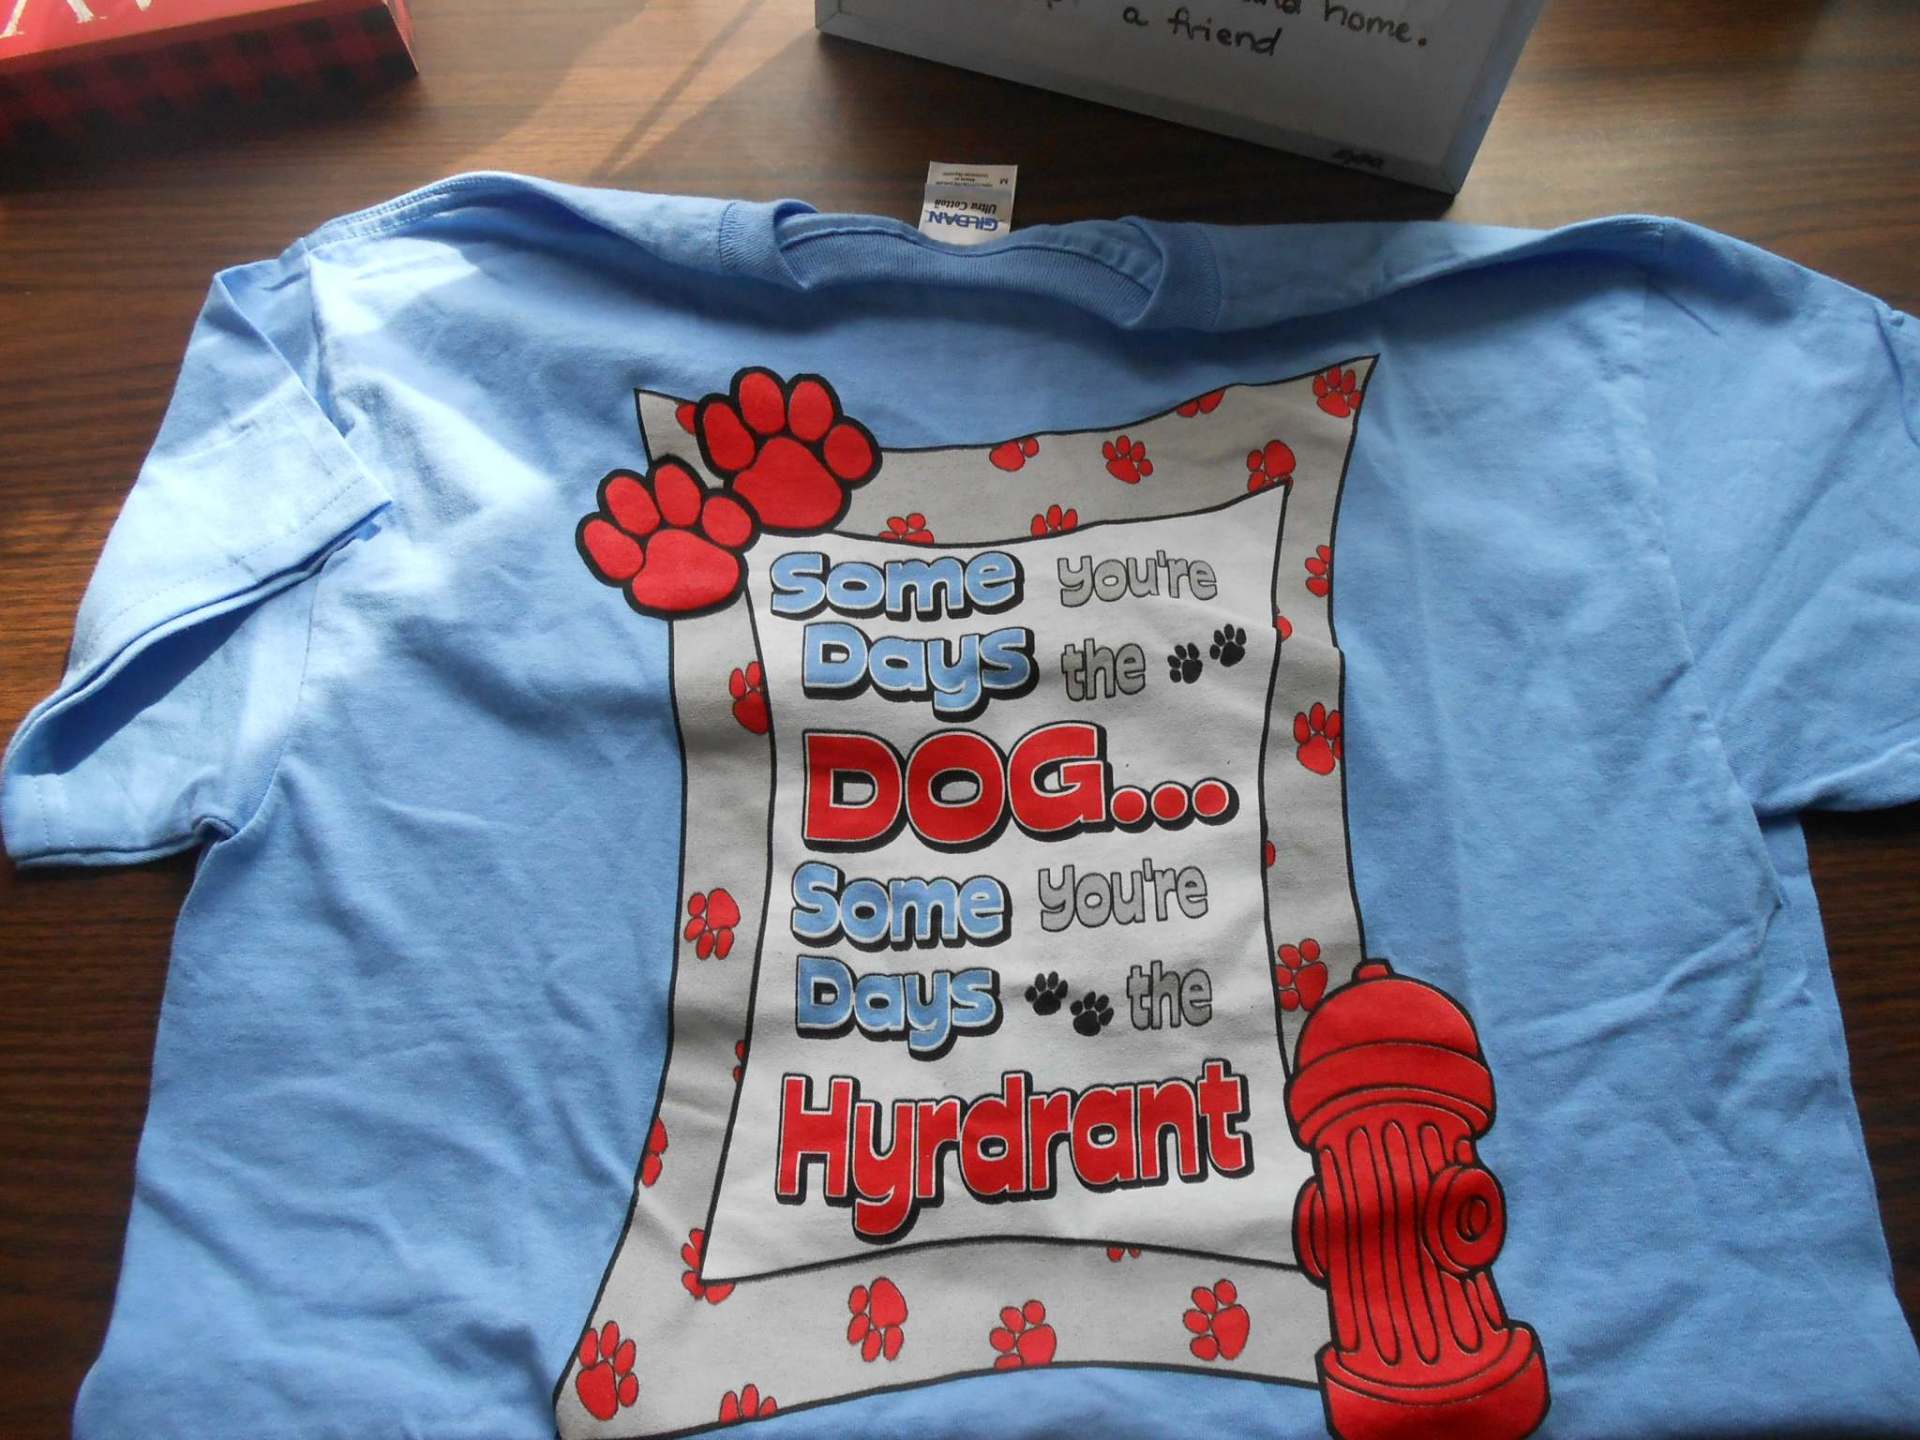 home.
a friend
GILDAN
Ultra Cotton
M
Some you're
Days the
DOG...
Some you're
Days the
Hyrdrant